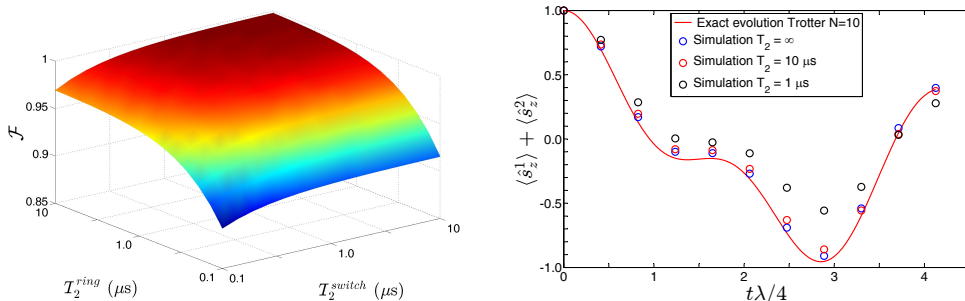 1
0.95
0.9
0.85
ℱ
10
1.0
0.1
0.1
1.0
10
T₂^ring (μs)
T₂^switch (μs)
1.0
0.5
0.0
-0.5
-1.0
⟨ŝ_z^1⟩ + ⟨ŝ_z^2⟩
Exact evolution Trotter N=10
Simulation T₂ = ∞
Simulation T₂ = 10 μs
Simulation T₂ = 1 μs
0
1
2
3
4
tλ/4